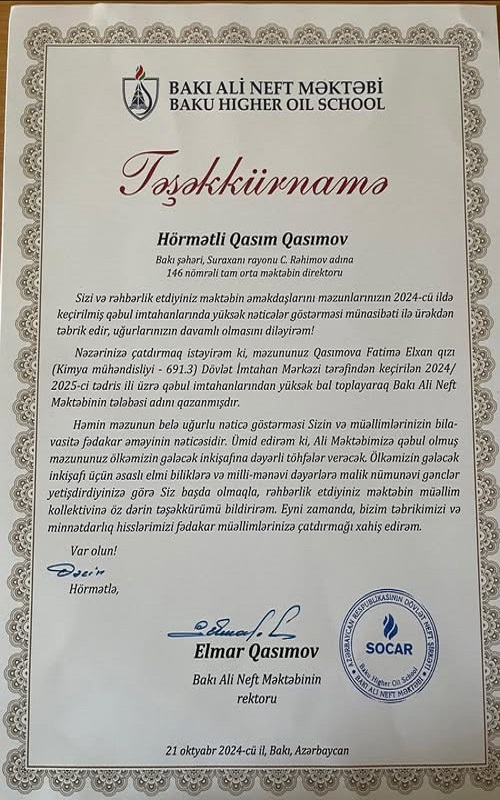 BAKI ALİ NEFT MƏKTƏBİ
BAKU HIGHER OIL SCHOOL
Təşəkkürnamə
Hörmətli Qasım Qasımov
Bakı şəhəri, Suraxanı rayonu C. Rəhimov adına
146 nömrəli tam orta məktəbin direktoru
Sizi və rəhbərlik etdiyiniz məktəbin əməkdaşlarını məzunlarınızın 2024-cü ildə
keçirilmiş qəbul imtahanlarında yüksək nəticələr göstərməsi münasibəti ilə ürəkdən
təbrik edir, uğurlarınızın davamlı olmasını diləyirəm!
Nəzərinizə çatdırmaq istəyirəm ki, məzununuz Qasımova Fatimə Elxan qızı
(Kimya mühəndisliyi - 691.3) Dövlət İmtahan Mərkəzi tərəfindən keçirilən 2024/
2025-ci tədris ili üzrə qəbul imtahanlarından yüksək bal toplayaraq Bakı Ali Neft
Məktəbinin tələbəsi adını qazanmışdır.
Həmin məzunun belə uğurlu nəticə göstərməsi Sizin və müəllimlərinizin bila-
vasitə fədakar əməyinin nəticəsidir. Ümid edirəm ki, Ali Məktəbimizə qəbul olmuş
məzununuz ölkəmizin gələcək inkişafına dəyərli töhfələr verəcək. Ölkəmizin gələcək
inkişafı üçün əsaslı elmi biliklərə və milli-mənəvi dəyərlərə malik nümunəvi gənclər
yetişdirdiyinizə görə Siz başda olmaqla, rəhbərlik etdiyiniz məktəbin müəllim
kollektivinə öz dərin təşəkkürümü bildirirəm. Eyni zamanda, bizim təbrikimizi və
minnətdarlıq hisslərimizi fədakar müəllimlərinizə çatdırmağı xahiş edirəm.
Var olun!
Hörmətlə,
Elmar Qasımov
Bakı Ali Neft Məktəbinin
rektoru
AZƏRBAYCAN RESPUBLİKASININ DÖVLƏT NEFT ŞİRKƏTİ
SOCAR
Baku Higher Oil School
BAKI ALİ NEFT MƏKTƏBİ
21 oktyabr 2024-cü il, Bakı, Azərbaycan